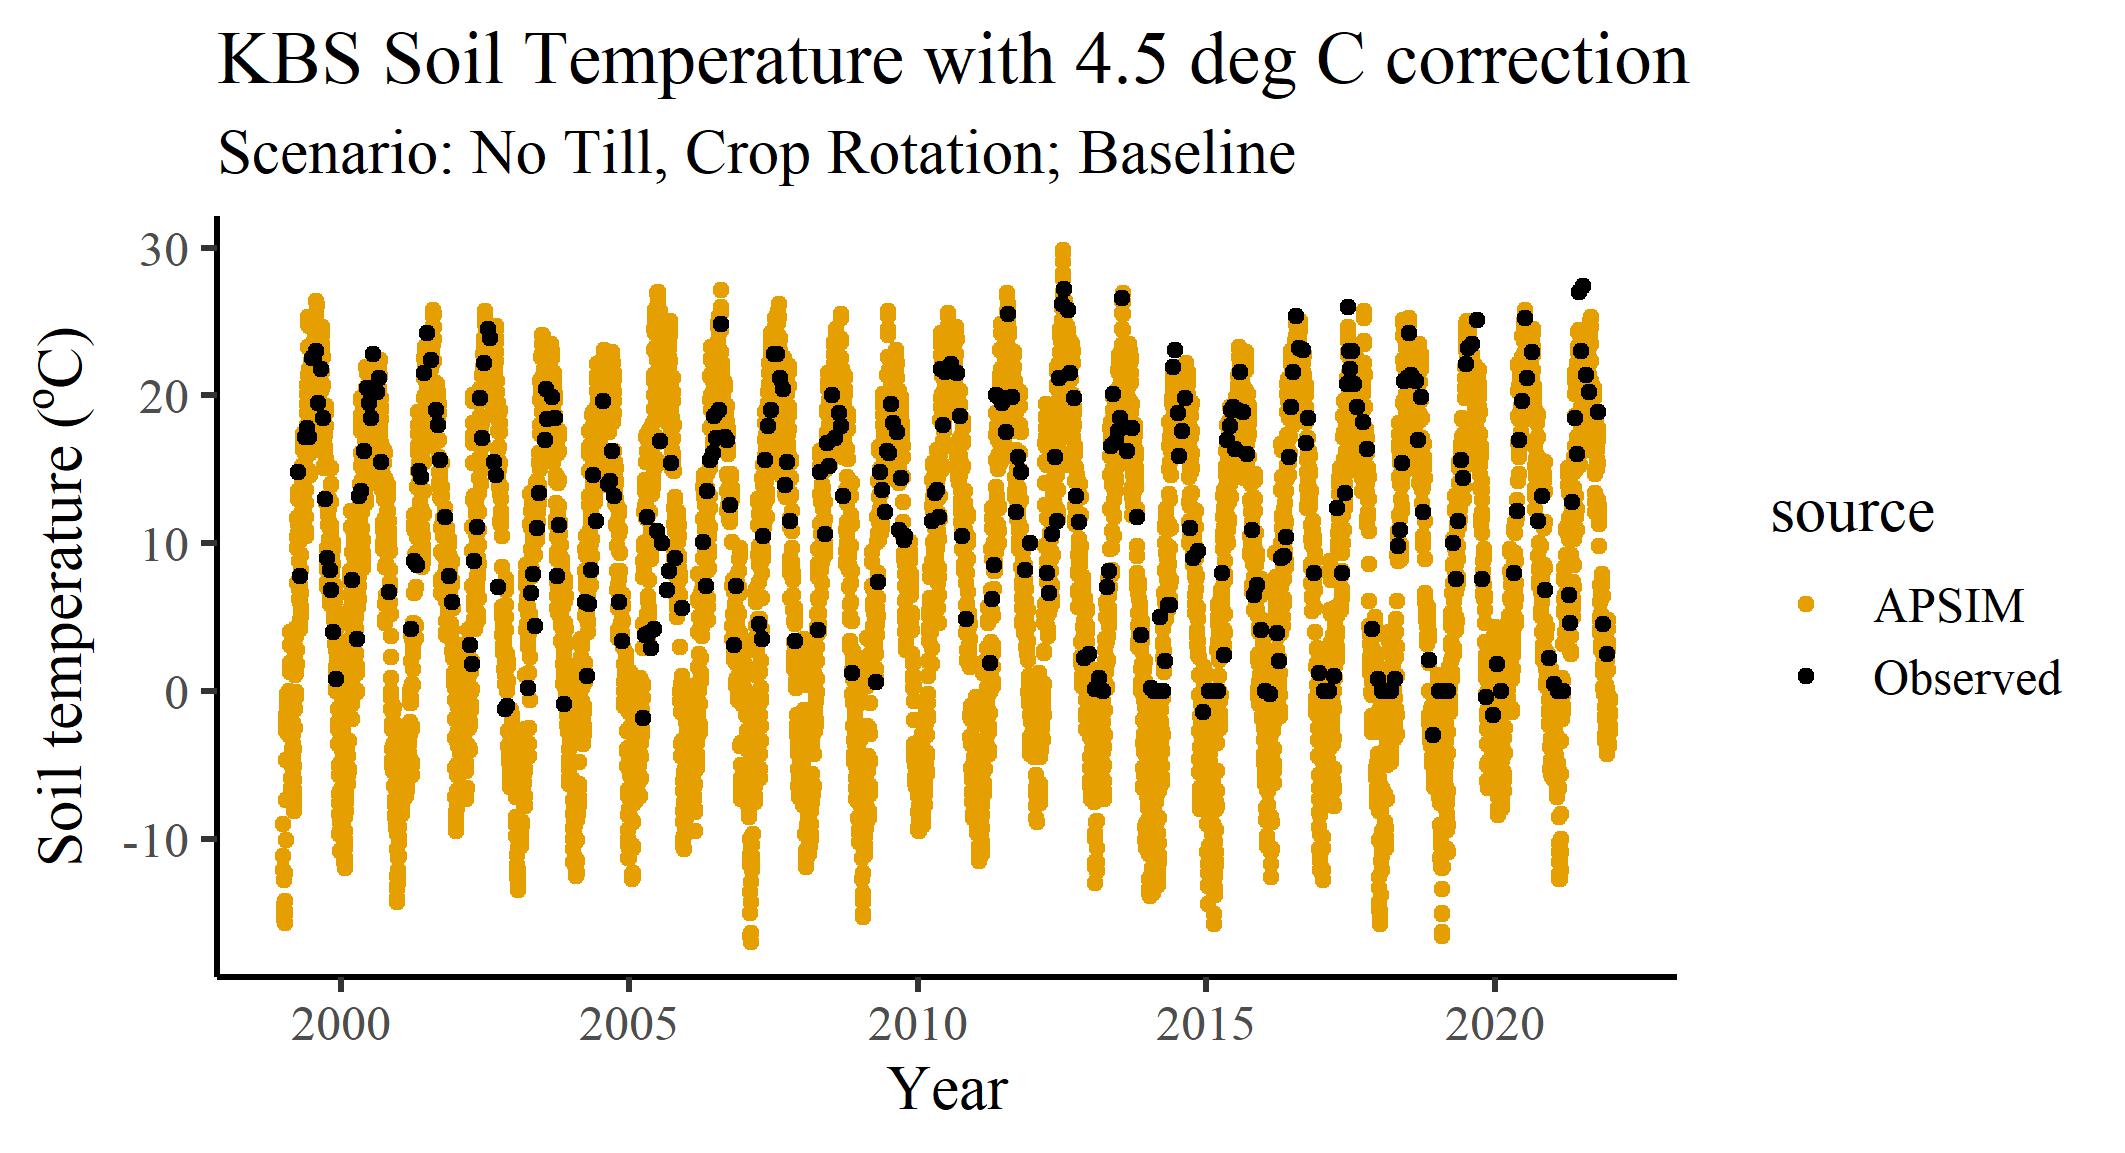 KBS Soil Temperature with 4.5 deg C correction
Scenario: No Till, Crop Rotation; Baseline
30
20
10
0
-10
Soil temperature (ºC)
2000 2005 2010 2015 2020
Year
source
APSIM
Observed